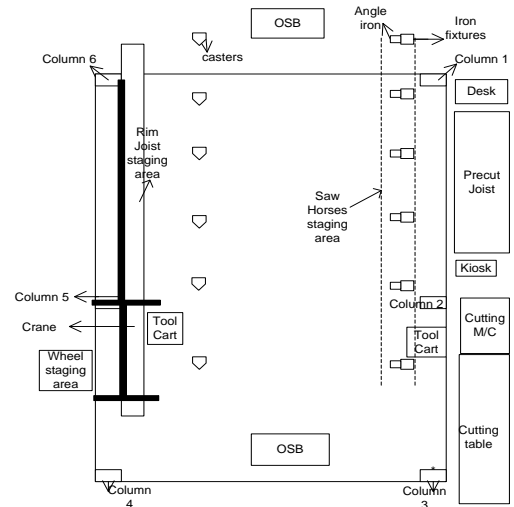 OSB
Angle
iron
Iron
fixtures
Column 6
casters
Column 1
Desk
Rim
Joist
staging
area
Precut
Joist
Saw
Horses
staging
area
Kiosk
Column 5
Column 2
Crane
Tool
Cart
Tool
Cart
Cutting
M/C
Wheel
staging
area
Cutting
table
OSB
Column
4
Column
3